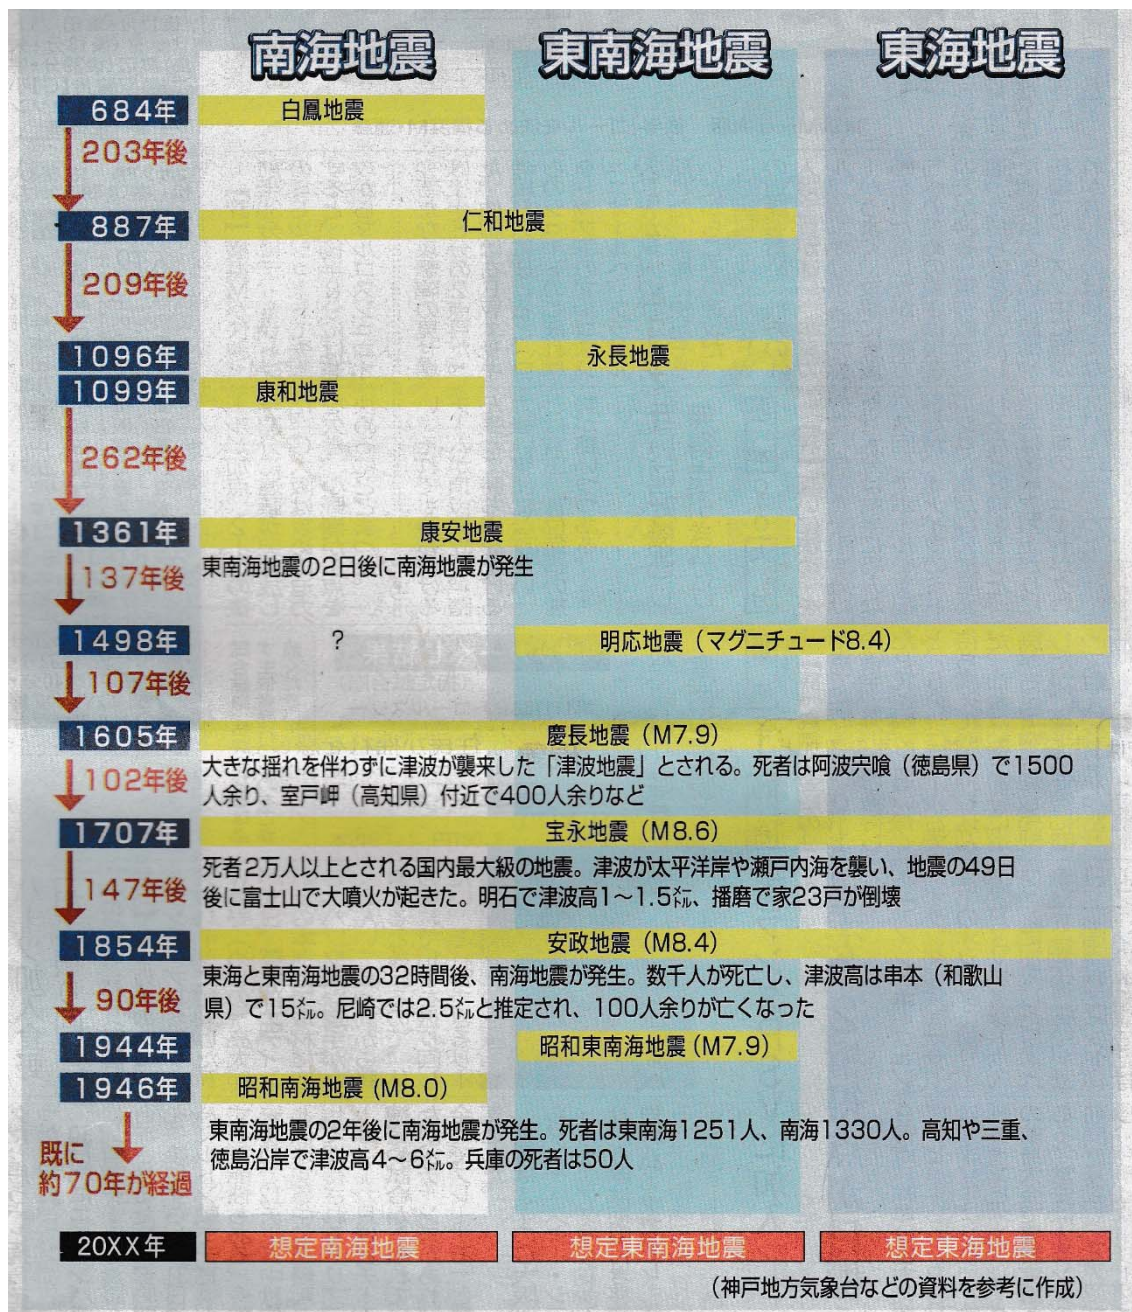 南海地震 東南海地震 東海地震
684年 白鳳地震
203年後
887年 仁和地震
209年後
1096年 永長地震
1099年 康和地震
262年後
1361年 康安地震
東南海地震の2日後に南海地震が発生
137年後
1498年 ? 明応地震（マグニチュード8.4）
107年後
1605年 慶長地震（M7.9）
大きな揺れを伴わずに津波が襲来した「津波地震」とされる。死者は阿波宍喰（徳島県）で1500
102年後
人余り、室戸岬（高知県）付近で400人余りなど
1707年 宝永地震（M8.6）
死者2万人以上とされる国内最大級の地震。津波が太平洋岸や瀬戸内海を襲い、地震の49日
147年後
後に富士山で大噴火が起きた。明石で津波高1〜1.5㍍、播磨で家23戸が倒壊
1854年 安政地震（M8.4）
東海と東南海地震の32時間後、南海地震が発生。数千人が死亡し、津波高は串本（和歌山
90年後
県）で15㍍。尼崎では2.5㍍と推定され、100人余りが亡くなった
1944年 昭和東南海地震（M7.9）
1946年 昭和南海地震（M8.0）
東南海地震の2年後に南海地震が発生。死者は東南海1251人、南海1330人。高知や三重、
徳島沿岸で津波高4〜6㍍。兵庫の死者は50人
既に
約70年が経過
20XX年 想定南海地震 想定東南海地震 想定東海地震
（神戸地方気象台などの資料を参考に作成）